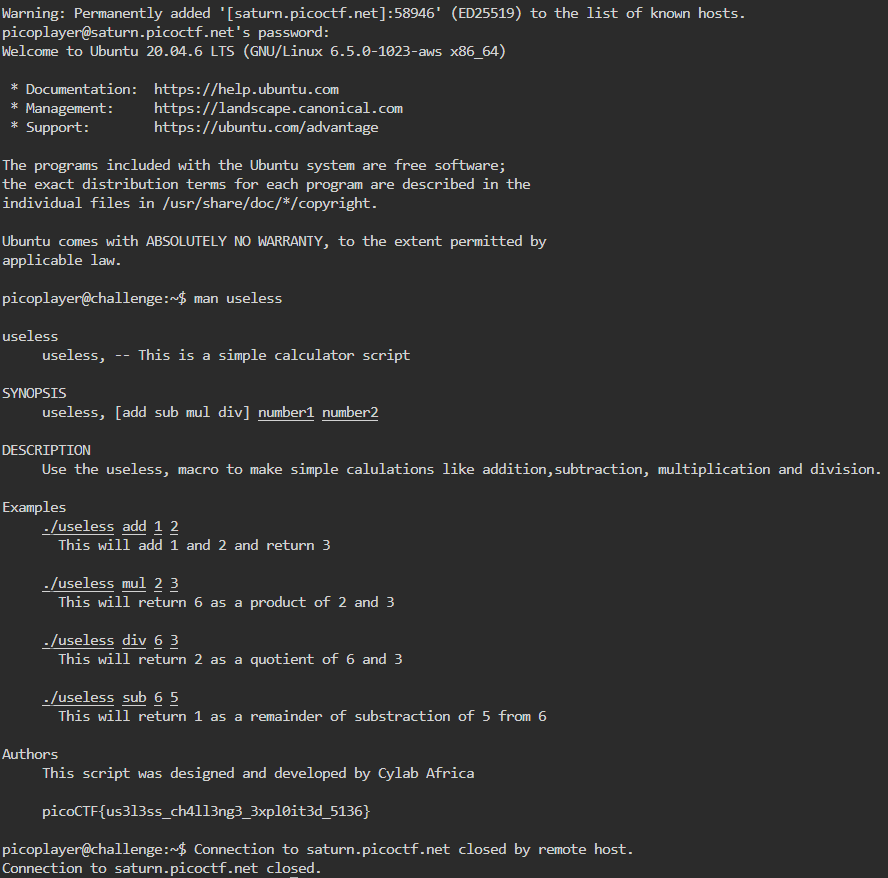 Warning: Permanently added '[saturn.picoctf.net]:58946' (ED25519) to the list of known hosts.
picoplayer@saturn.picoctf.net's password:
Welcome to Ubuntu 20.04.6 LTS (GNU/Linux 6.5.0-1023-aws x86_64)
* Documentation:  https://help.ubuntu.com
* Management:     https://landscape.canonical.com
* Support:        https://ubuntu.com/advantage
The programs included with the Ubuntu system are free software;
the exact distribution terms for each program are described in the
individual files in /usr/share/doc/*/copyright.
Ubuntu comes with ABSOLUTELY NO WARRANTY, to the extent permitted by
applicable law.
picoplayer@challenge:~$ man useless
useless
useless, -- This is a simple calculator script
SYNOPSIS
useless, [add sub mul div] number1 number2
DESCRIPTION
Use the useless, macro to make simple calulations like addition,subtraction, multiplication and division.
Examples
./useless add 1 2
This will add 1 and 2 and return 3
./useless mul 2 3
This will return 6 as a product of 2 and 3
./useless div 6 3
This will return 2 as a quotient of 6 and 3
./useless sub 6 5
This will return 1 as a remainder of substraction of 5 from 6
Authors
This script was designed and developed by Cylab Africa
picoCTF{us3l3ss_ch4ll3ng3_3xpl0it3d_5136}
picoplayer@challenge:~$ Connection to saturn.picoctf.net closed by remote host.
Connection to saturn.picoctf.net closed.